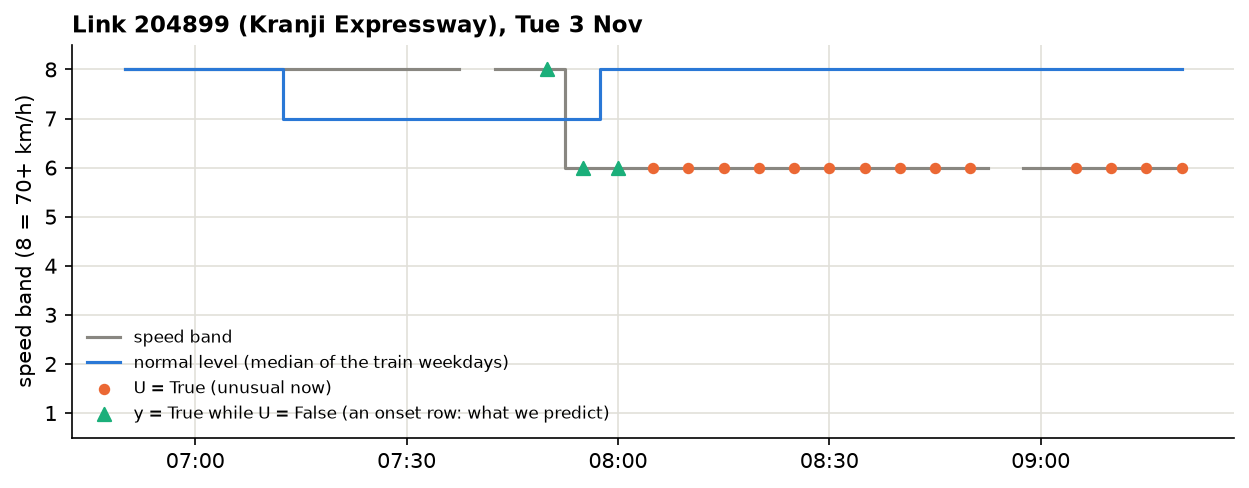 Link 204899 (Kranji Expressway), Tue 3 Nov
speed band (8 = 70+ km/h)
8
7
6
5
4
3
2
1
speed band
normal level (median of the train weekdays)
U = True (unusual now)
y = True while U = False (an onset row: what we predict)
07:00 07:30 08:00 08:30 09:00